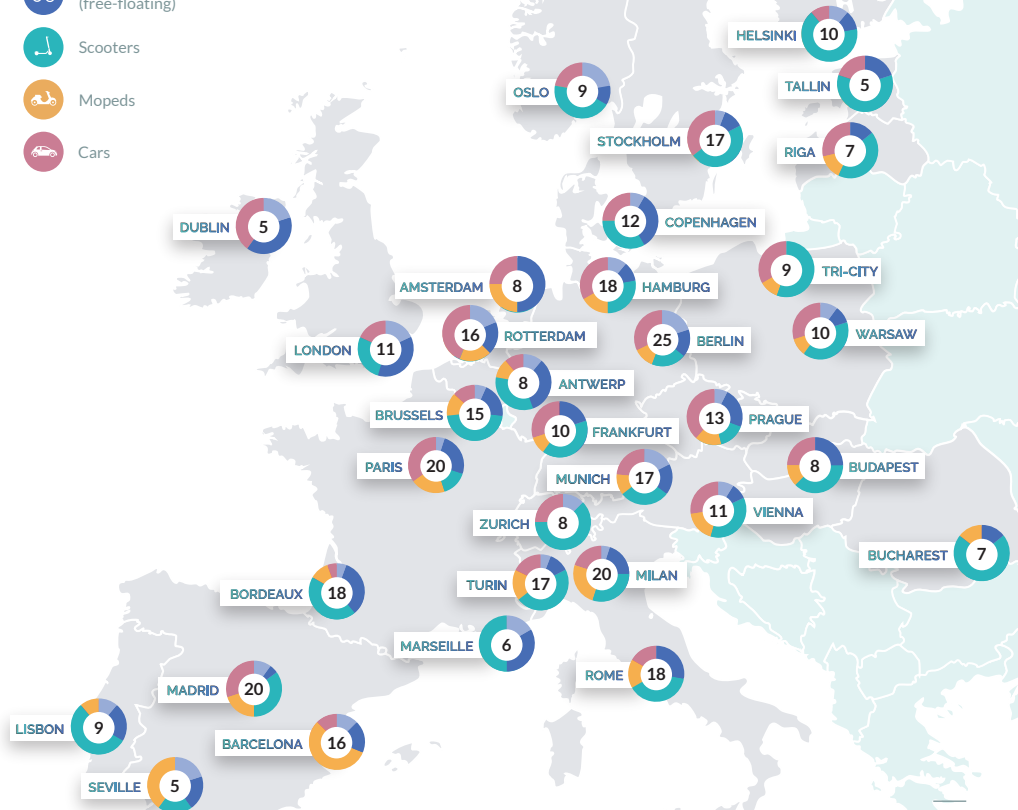 (free-floating)
Scooters
Mopeds
Cars
HELSINKI 10
OSLO 9
TALLIN 5
STOCKHOLM 17
RIGA 7
DUBLIN 5
12 COPENHAGEN
9 TRI-CITY
AMSTERDAM 8
18 HAMBURG
16 ROTTERDAM
10 WARSAW
LONDON 11
25 BERLIN
8 ANTWERP
BRUSSELS 15
13 PRAGUE
10 FRANKFURT
PARIS 20
8 BUDAPEST
MUNICH 17
11 VIENNA
ZURICH 8
BUCHAREST 7
TURIN 17
20 MILAN
BORDEAUX 18
MARSEILLE 6
ROME 18
MADRID 20
LISBON 9
BARCELONA 16
SEVILLE 5